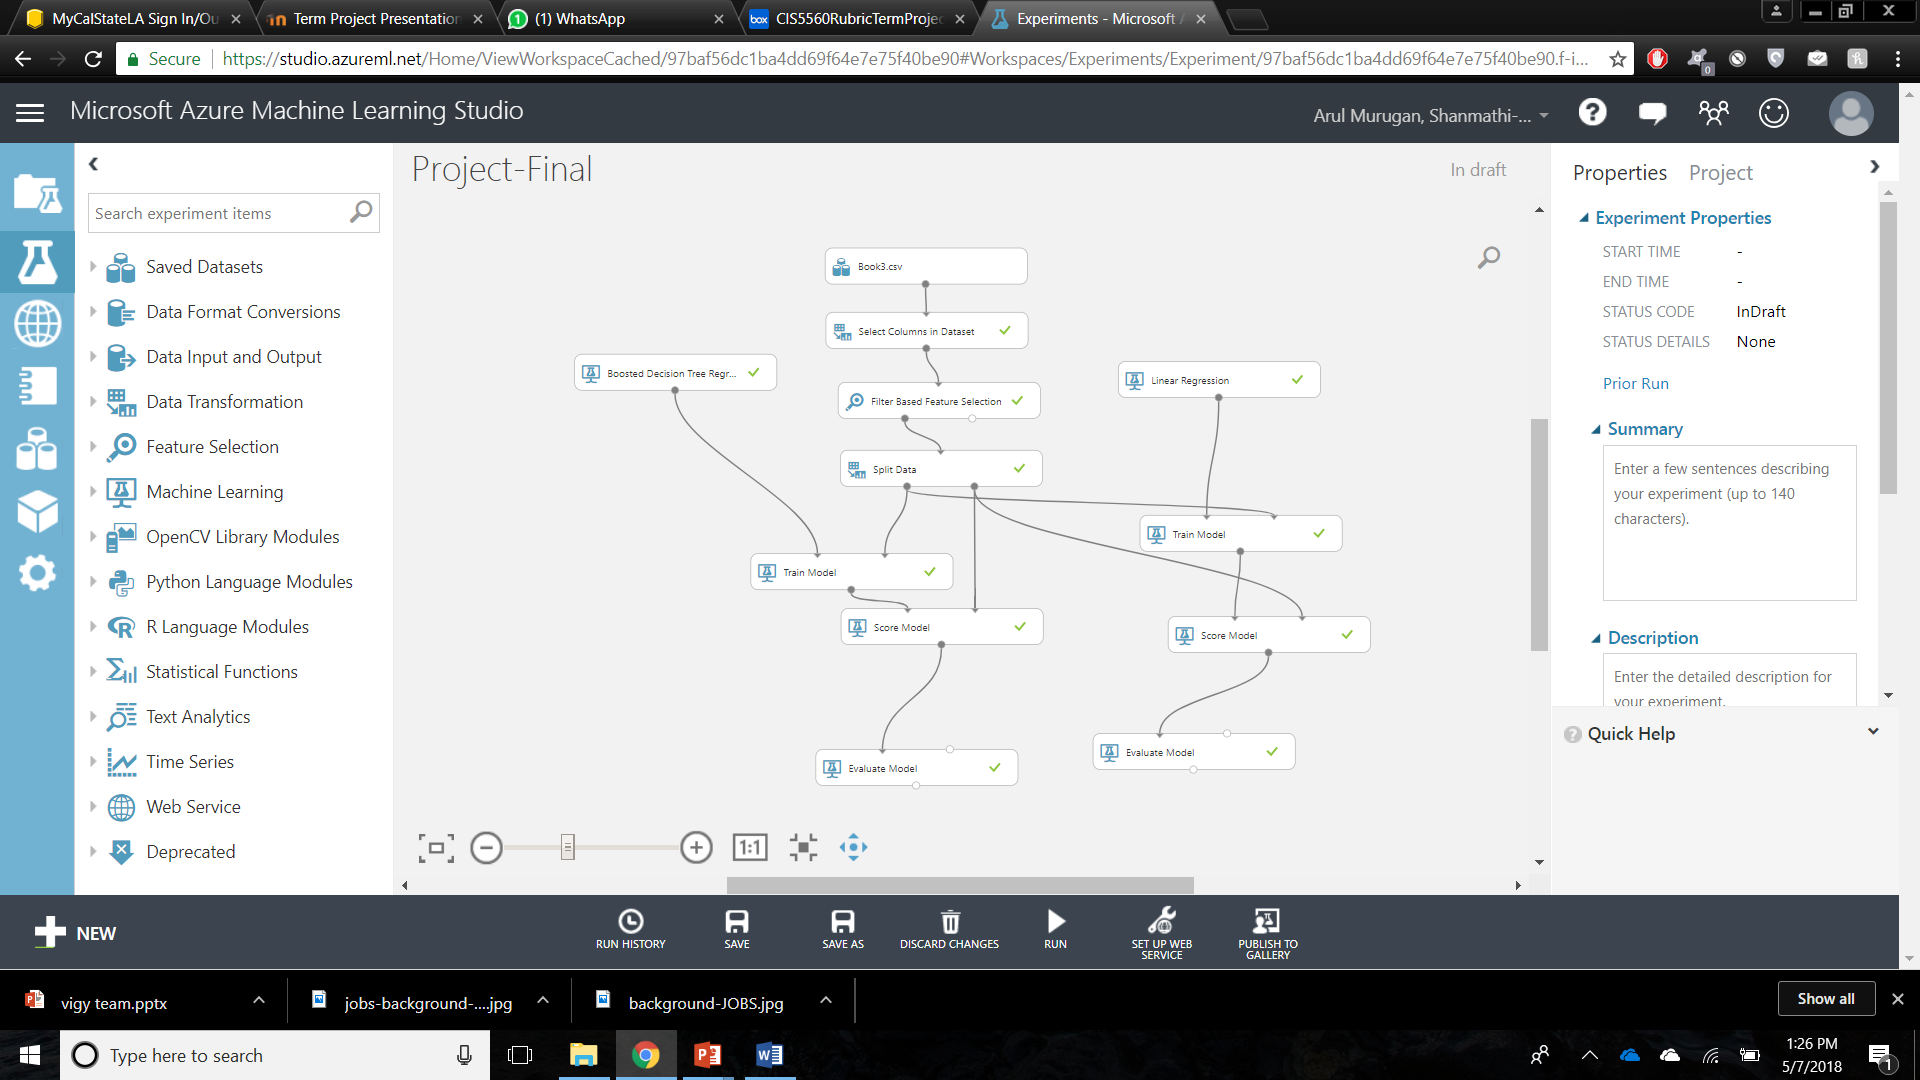 MyCalStateLA Sign In/Ou
Term Project Presentation
(1) WhatsApp
box CIS5560RubricTermProje
Experiments - Microsoft A
Secure
https://studio.azureml.net/Home/ViewWorkspaceCached/97baf56dc1ba4dd69f64e7e75f40be90#Workspaces/Experiments/Experiment/97baf56dc1ba4dd69f64e7e75f40be90.f-i...
0
Microsoft Azure Machine Learning Studio
Arul Murugan, Shanmathi-...
Search experiment items
Saved Datasets
Data Format Conversions
Data Input and Output
Data Transformation
Feature Selection
Machine Learning
OpenCV Library Modules
Python Language Modules
R Language Modules
Statistical Functions
Text Analytics
Time Series
Web Service
Deprecated
Project-Final
In draft
Book3.csv
Select Columns in Dataset
Boosted Decision Tree Regr...
Linear Regression
Filter Based Feature Selection
Split Data
Train Model
Train Model
Score Model
Score Model
Evaluate Model
Evaluate Model
1:1
Properties
Project
Experiment Properties
START TIME -
END TIME -
STATUS CODE InDraft
STATUS DETAILS None
Prior Run
Summary
Enter a few sentences describing
your experiment (up to 140
characters).
Description
Enter the detailed description for
your experiment.
Quick Help
NEW
RUN HISTORY
SAVE
SAVE AS
DISCARD CHANGES
RUN
SET UP WEB
SERVICE
PUBLISH TO
GALLERY
vigy team.pptx
jobs-background-....jpg
background-JOBS.jpg
Show all
Type here to search
1:26 PM
5/7/2018
1